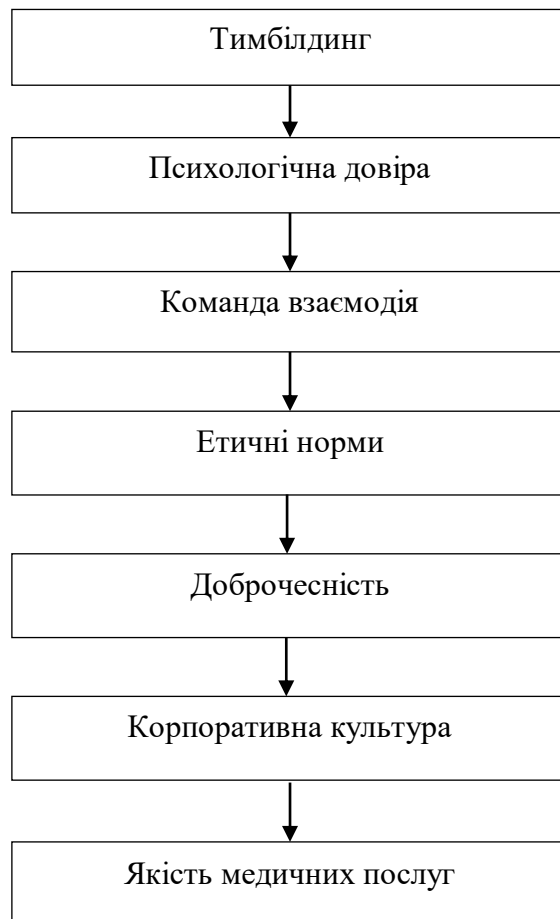 Тимбілдинг
Психологічна довіра
Команда взаємодія
Етичні норми
Доброчесність
Корпоративна культура
Якість медичних послуг